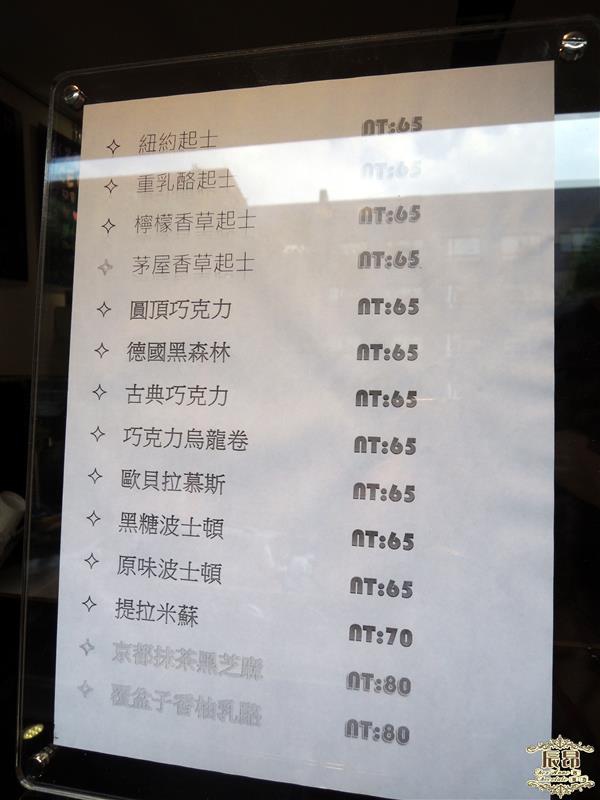 紐約起士 NT:65
重乳酪起士 NT:65
檸檬香草起士 NT:65
茅屋香草起士 NT:65
圓頂巧克力 NT:65
德國黑森林 NT:65
古典巧克力 NT:65
巧克力烏龍卷 NT:65
歐貝拉慕斯 NT:65
黑糖波士頓 NT:65
原味波士頓 NT:65
提拉米蘇 NT:70
京都抹茶黑芝麻 NT:80
覆盆子香柚乳酪 NT:80
辰昂